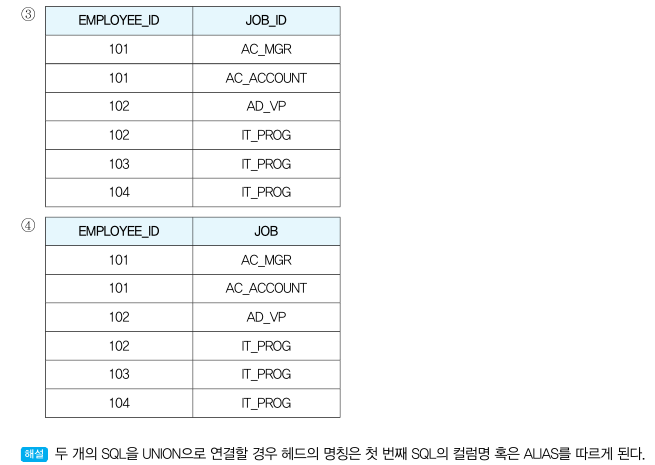 ③
EMPLOYEE_ID JOB_ID
101 AC_MGR
101 AC_ACCOUNT
102 AD_VP
102 IT_PROG
103 IT_PROG
104 IT_PROG
④
EMPLOYEE_ID JOB
101 AC_MGR
101 AC_ACCOUNT
102 AD_VP
102 IT_PROG
103 IT_PROG
104 IT_PROG
해설 두 개의 SQL을 UNION으로 연결할 경우 헤드의 명칭은 첫 번째 SQL의 컬럼명 혹은 ALIAS를 따르게 된다.